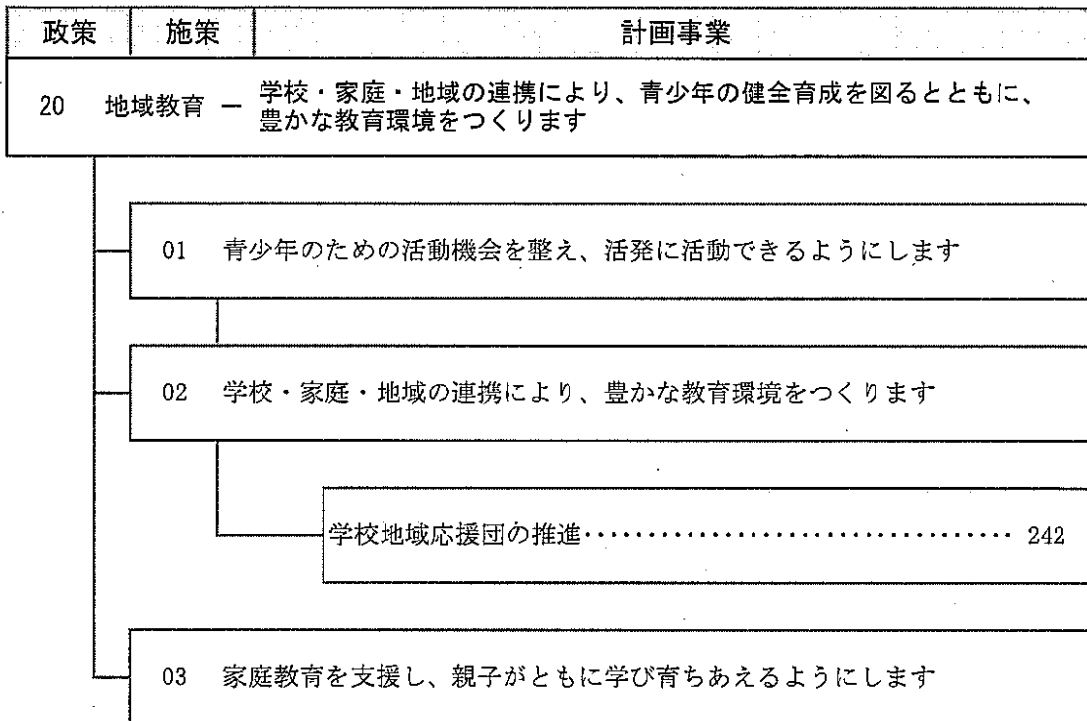 政策 施策 計画事業
20 地域教育 － 学校・家庭・地域の連携により、青少年の健全育成を図るとともに、
豊かな教育環境をつくります
01 青少年のための活動機会を整え、活発に活動できるようにします
02 学校・家庭・地域の連携により、豊かな教育環境をつくります
学校地域応援団の推進・・・・・・・・・・・・・・・・・・・・・・・・・・・・・・・・・・ 242
03 家庭教育を支援し、親子がともに学び育ちあえるようにします